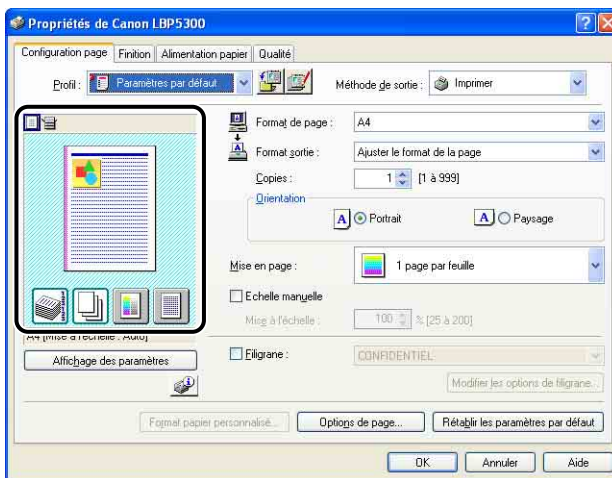 Propriétés de Canon LBP5300
Configuration page Finition Alimentation papier Qualité
Profil : Paramètres par défaut Méthode de sortie : Imprimer
Format de page : A4
Format sortie : Ajuster le format de la page
Copies : 1 [1 à 999]
Orientation
A Portrait A Paysage
Mise en page : 1 page par feuille
Echelle manuelle
Mise à l'échelle : 100 % [25 à 200]
A4 [Mise à l'échelle : Auto]
Affichage des paramètres
Filigrane : CONFIDENTIEL
Modifier les options de filigrane...
Format papier personnalisé... Options de page... Rétablir les paramètres par défaut
OK Annuler Aide